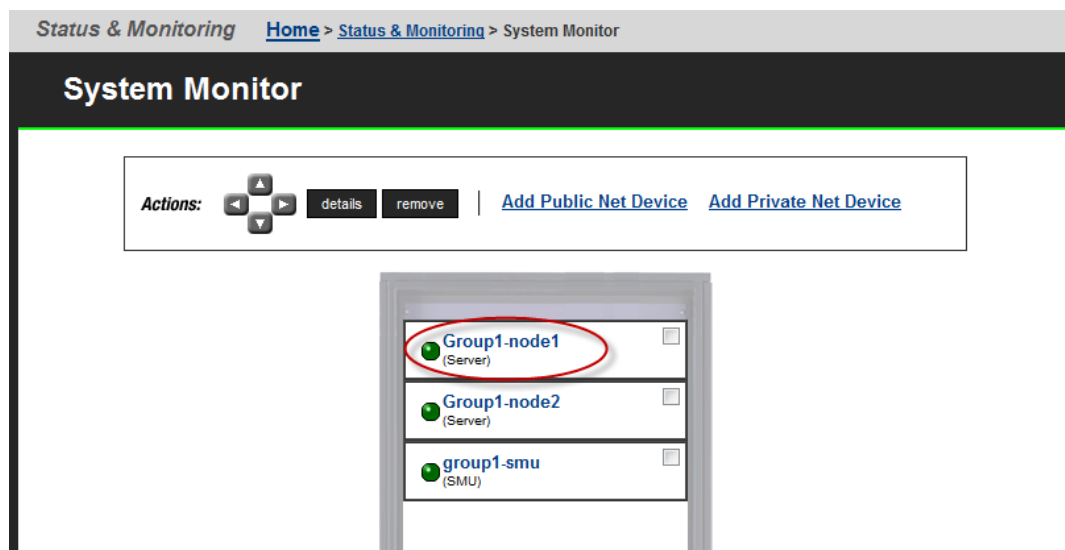 Status & Monitoring Home > Status & Monitoring > System Monitor
System Monitor
Actions: details remove | Add Public Net Device Add Private Net Device
Group1-node1
(Server)
Group1-node2
(Server)
group1-smu
(SMU)